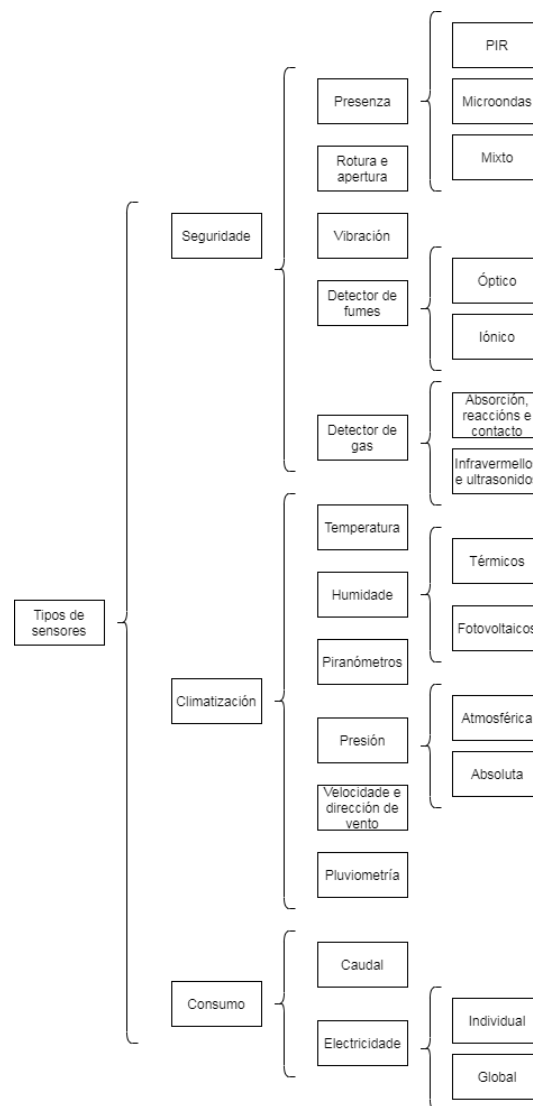 PIR
Presenza
Microondas
Rotura e
apertura
Mixto
Seguridade
Vibración
Detector de
fumes
Óptico
Iónico
Detector de
gas
Absorción,
reaccións e
contacto
Infravermellos
e ultrasonidos
Temperatura
Térmicos
Humidade
Tipos de
sensores
Fotovoltaicos
Piranómetros
Climatización
Atmosférica
Presión
Absoluta
Velocidade e
dirección de
vento
Pluviometría
Caudal
Consumo
Individual
Electricidade
Global